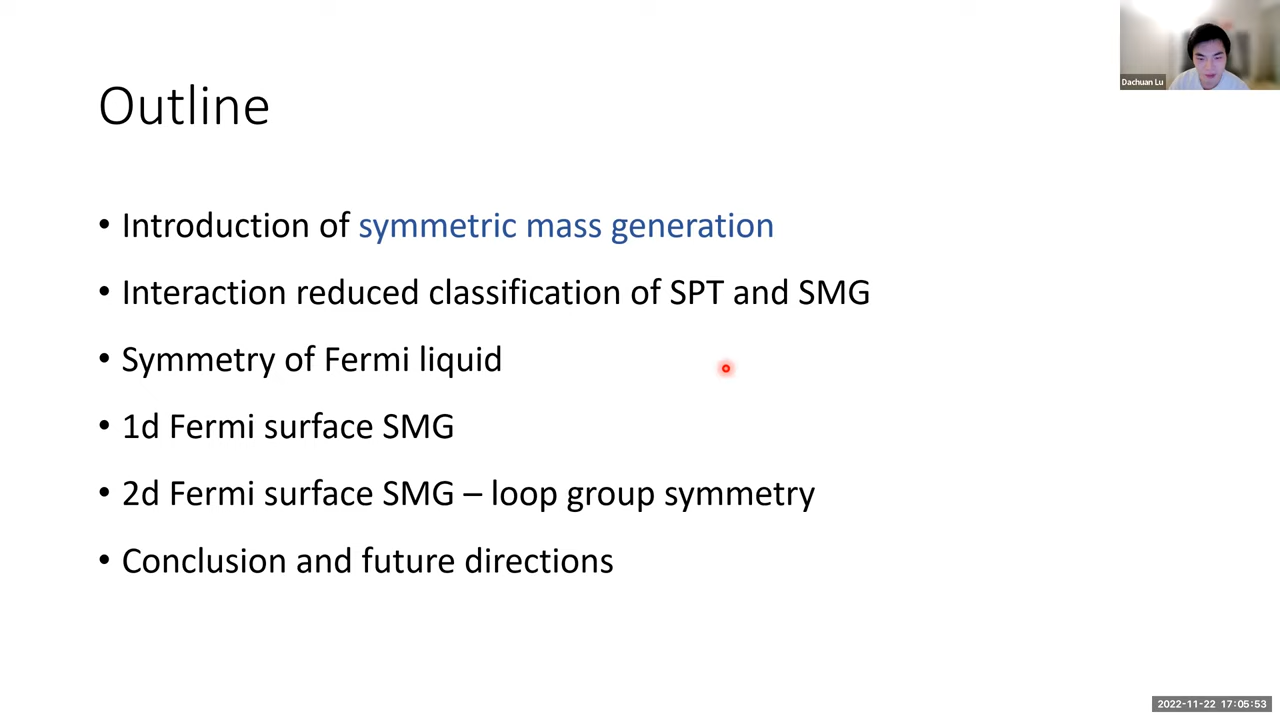 Dachuan Lu
Outline
• Introduction of symmetric mass generation
• Interaction reduced classification of SPT and SMG
• Symmetry of Fermi liquid
• 1d Fermi surface SMG
• 2d Fermi surface SMG – loop group symmetry
• Conclusion and future directions
2022-11-22 17:05:53